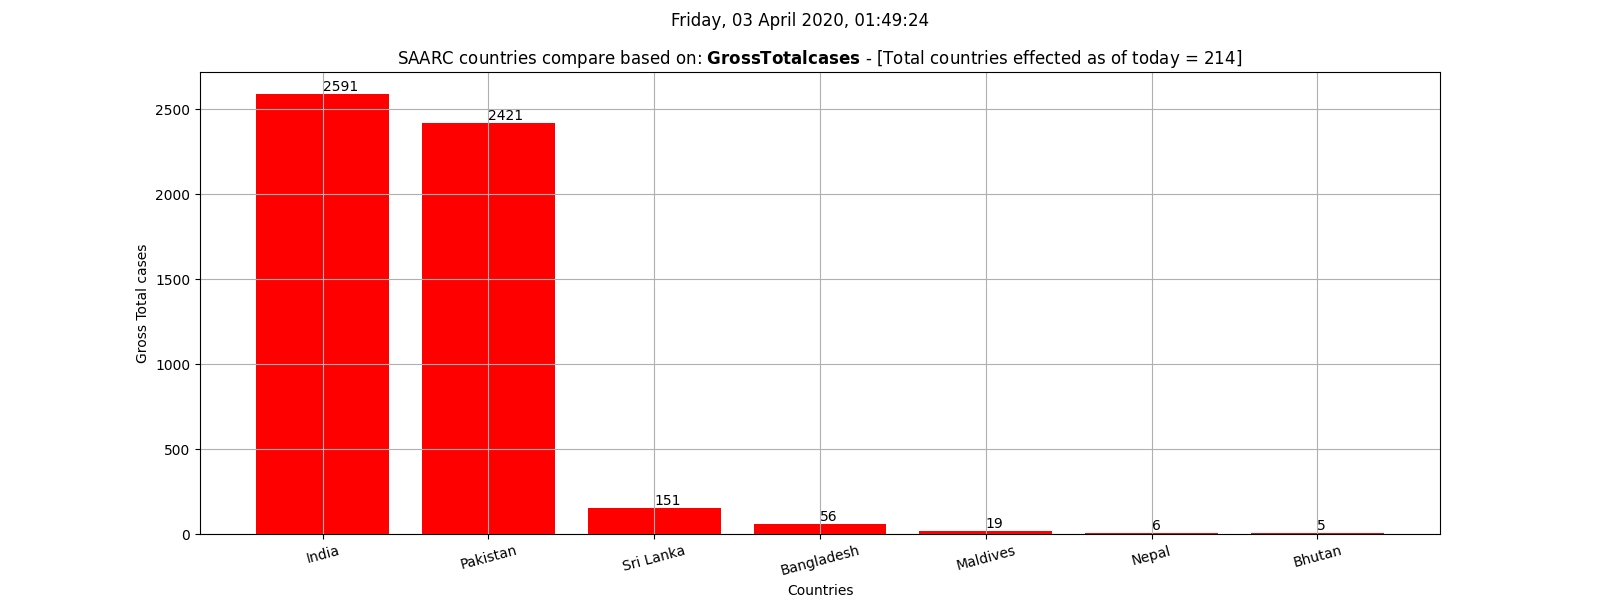 Friday, 03 April 2020, 01:49:24
SAARC countries compare based on: GrossTotalcases - [Total countries effected as of today = 214]
Gross Total cases
2500
2000
1500
1000
500
0
2591
2421
151
56
19
6
5
India
Pakistan
Sri Lanka
Bangladesh
Maldives
Nepal
Bhutan
Countries